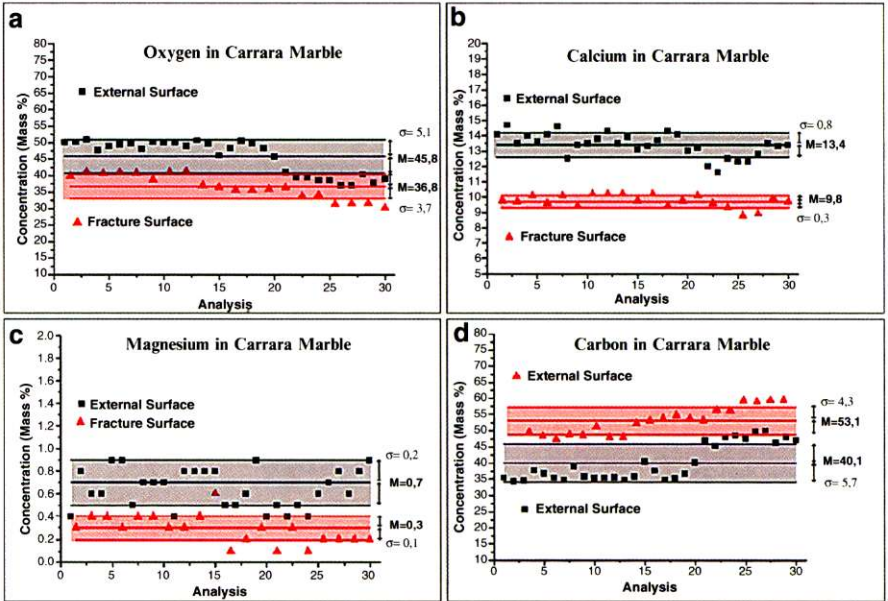 a
Oxygen in Carrara Marble
Concentration (Mass %)
80
75
70
65
60
55
50
45
40
35
30
25
20
15
10
External Surface
Fracture Surface
σ= 5,1
M=45,8
M=36,8
σ= 3,7
0 5 10 15 20 25 30
Analysis
b
Calcium in Carrara Marble
Concentration (Mass %)
20
19
18
17
16
15
14
13
12
11
10
9
8
7
6
5
4
External Surface
Fracture Surface
σ= 0,8
M=13,4
M=9,8
σ= 0,3
0 5 10 15 20 25 30
Analysis
c
Magnesium in Carrara Marble
Concentration (Mass %)
2.0
1.8
1.6
1.4
1.2
1.0
0.8
0.6
0.4
0.2
0.0
External Surface
Fracture Surface
σ= 0,2
M=0,7
M=0,3
σ= 0,1
0 5 10 15 20 25 30
Analysis
d
Carbon in Carrara Marble
Concentration (Mass %)
80
75
70
65
60
55
50
45
40
35
30
25
20
15
10
External Surface
External Surface
σ= 4,3
M=53,1
M=40,1
σ= 5,7
0 5 10 15 20 25 30
Analysis